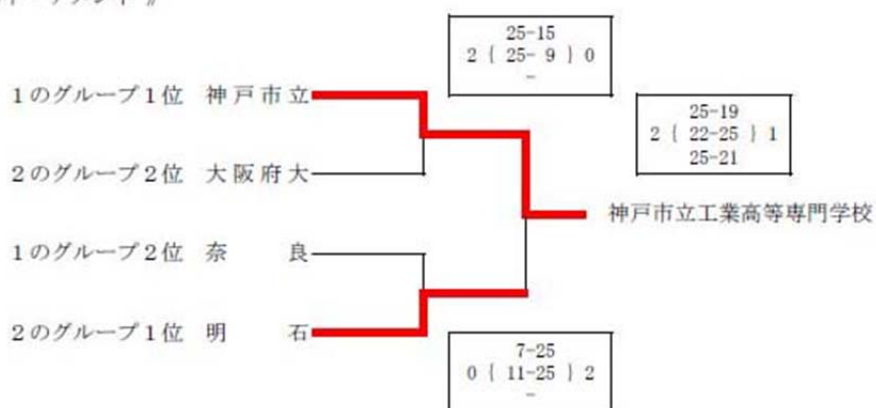 25-15
2 { 25- 9 } 0
-
1のグループ1位 神戸市立
25-19
2 { 22-25 } 1
25-21
2のグループ2位 大阪府大
神戸市立工業高等専門学校
1のグループ2位 奈 良
2のグループ1位 明 石
7-25
0 { 11-25 } 2
-